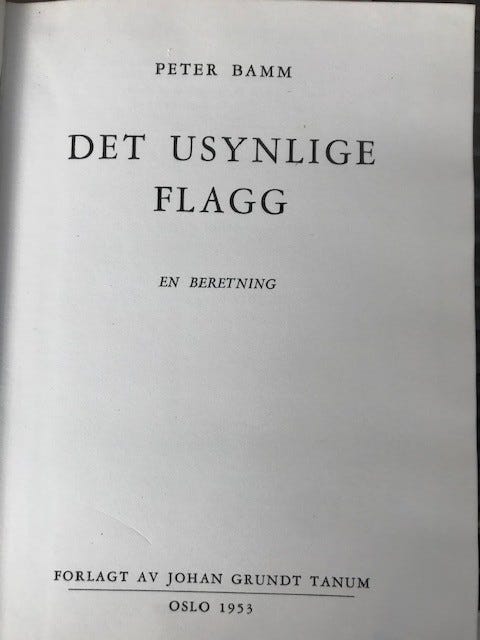 PETER BAMM
DET USYNLIGE
FLAGG
EN BERETNING
FORLAGT AV JOHAN GRUNDT TANUM
OSLO 1953